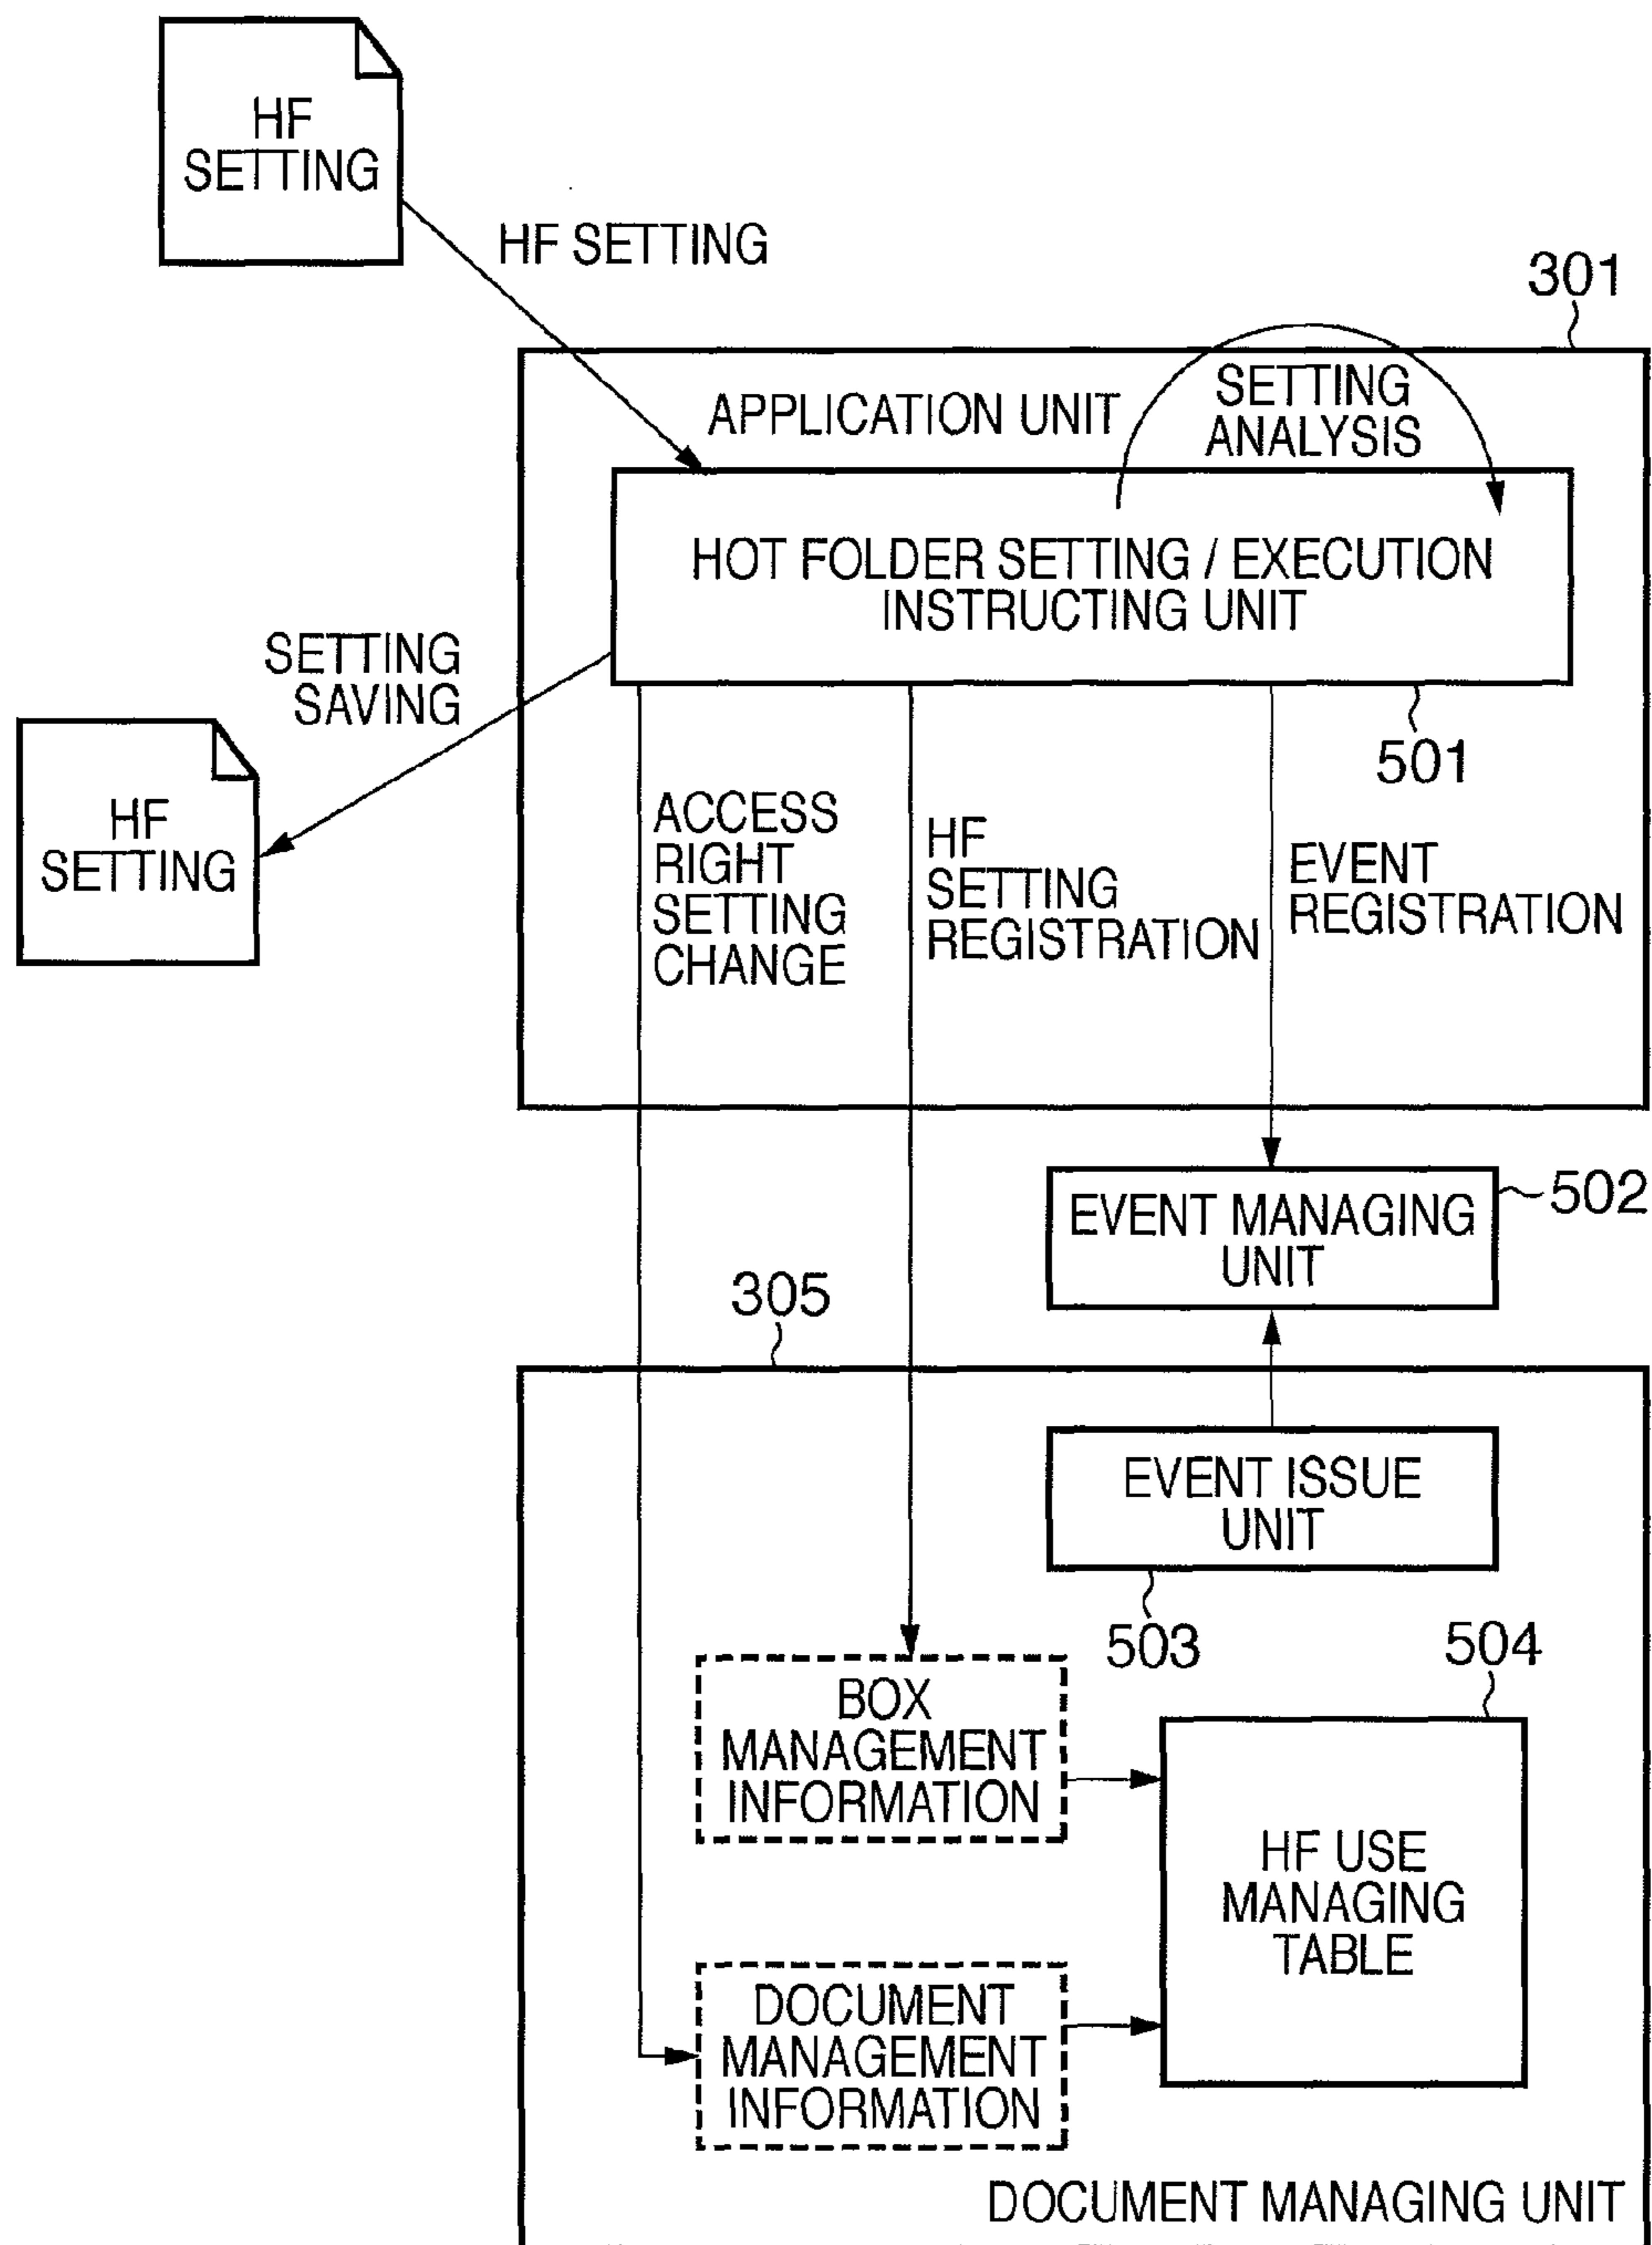 HF
SETTING
HF SETTING
301
APPLICATION UNIT
SETTING
ANALYSIS
HOT FOLDER SETTING / EXECUTION
INSTRUCTING UNIT
SETTING
SAVING
501
HF
SETTING
ACCESS
RIGHT
SETTING
CHANGE
HF
SETTING
REGISTRATION
EVENT
REGISTRATION
502
EVENT MANAGING
UNIT
305
EVENT ISSUE
UNIT
503
504
BOX
MANAGEMENT
INFORMATION
HF USE
MANAGING
TABLE
DOCUMENT
MANAGEMENT
INFORMATION
DOCUMENT MANAGING UNIT